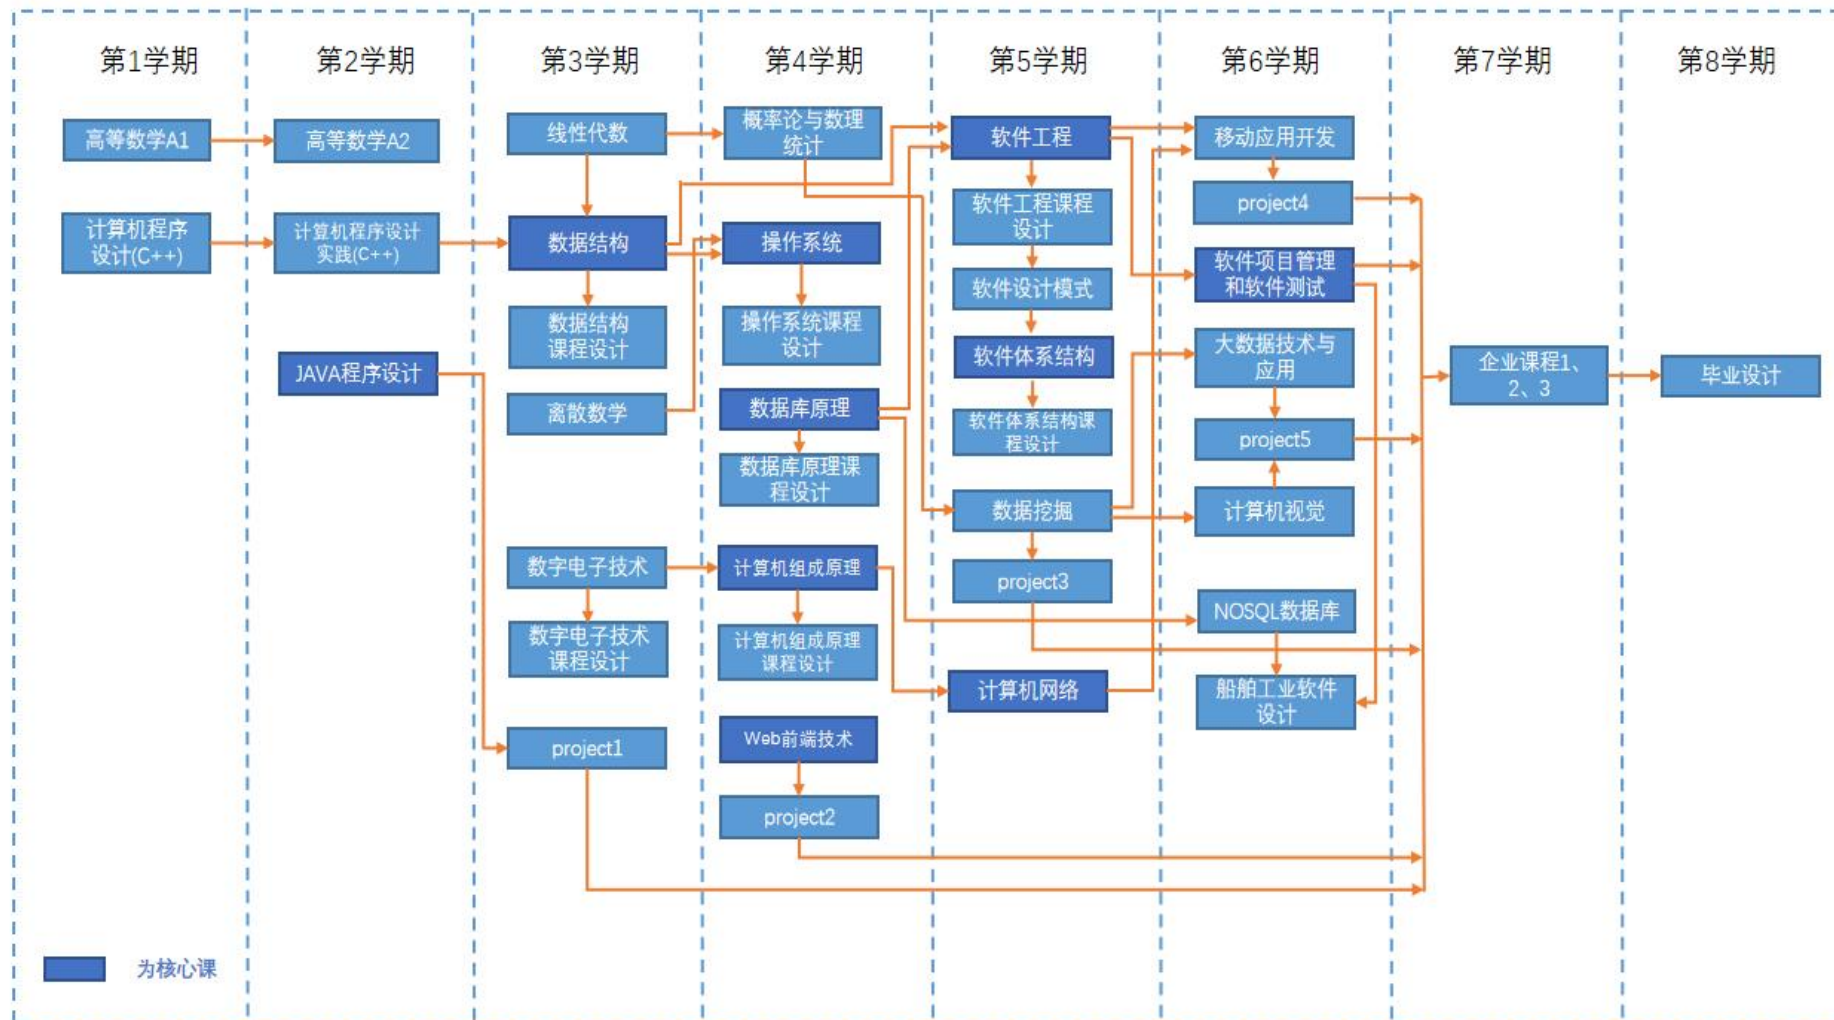 第1学期
第2学期
第3学期
第4学期
第5学期
第6学期
第7学期
第8学期
高等数学A1
计算机程序
设计(C++)
高等数学A2
计算机程序设计
实践(C++)
JAVA程序设计
线性代数
数据结构
数据结构
课程设计
离散数学
数字电子技术
数字电子技术
课程设计
project1
概率论与数理
统计
操作系统
操作系统课程
设计
数据库原理
数据库原理课
程设计
计算机组成原理
计算机组成原理
课程设计
Web前端技术
project2
软件工程
软件工程课程
设计
软件设计模式
软件体系结构
软件体系结构课
程设计
数据挖掘
project3
计算机网络
移动应用开发
project4
软件项目管理
和软件测试
大数据技术与
应用
project5
计算机视觉
NOSQL数据库
船舶工业软件
设计
企业课程1、
2、3
毕业设计
为核心课